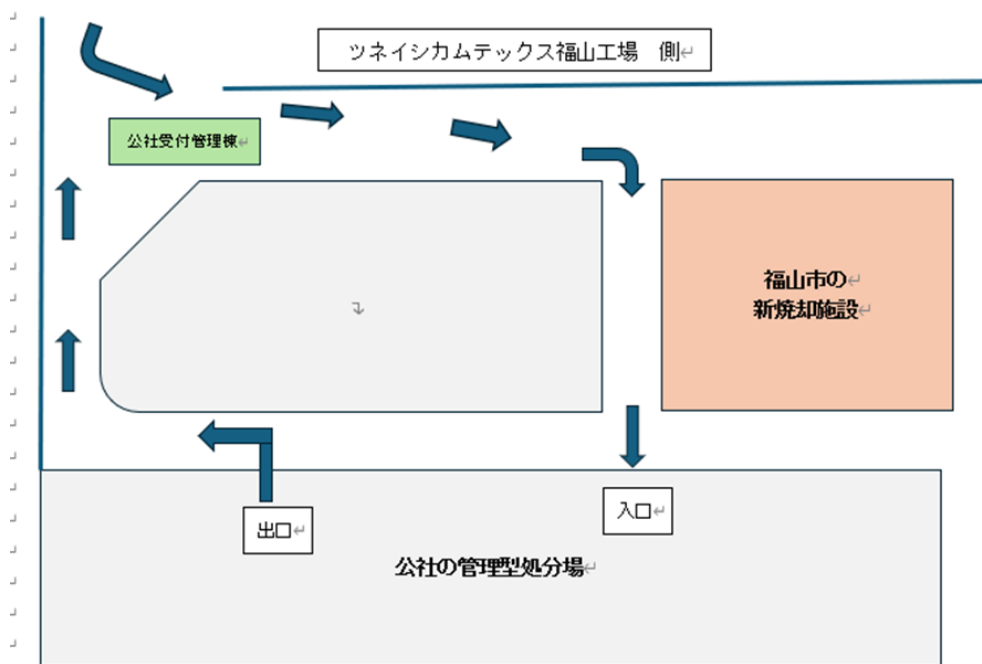 ツネイシカムテックス福山工場　側
公社受付管理棟
福山市の
新焼却施設
出口
入口
公社の管理型処分場